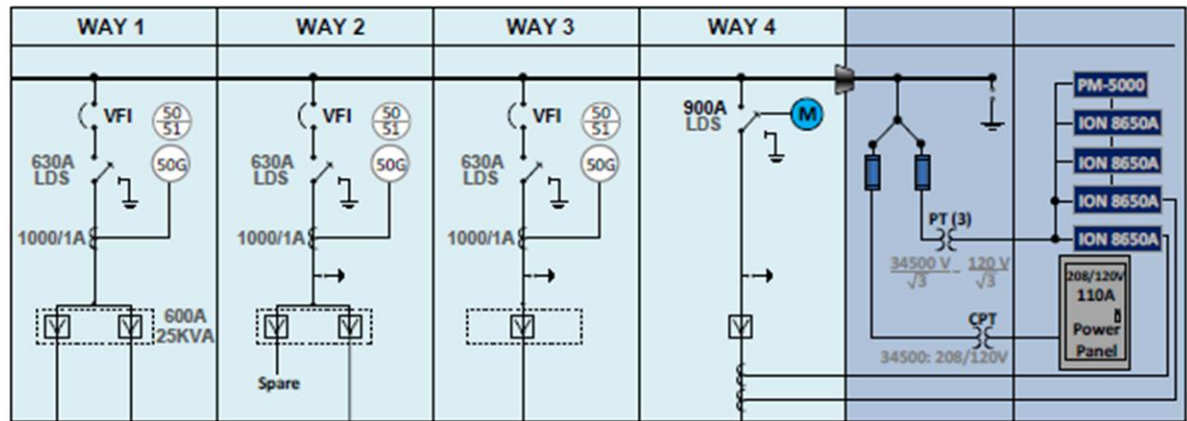 WAY 1
WAY 2
WAY 3
WAY 4
VFI
50
51
50G
630A
LDS
1000/1A
600A
25KVA
VFI
50
51
50G
630A
LDS
1000/1A
Spare
VFI
50
51
50G
630A
LDS
1000/1A
900A
LDS
M
PT (3)
34500 V
√3
-
120 V
√3
CPT
34500: 208/120V
PM-5000
ION 8650A
ION 8650A
ION 8650A
ION 8650A
208/120V
110A
Power
Panel